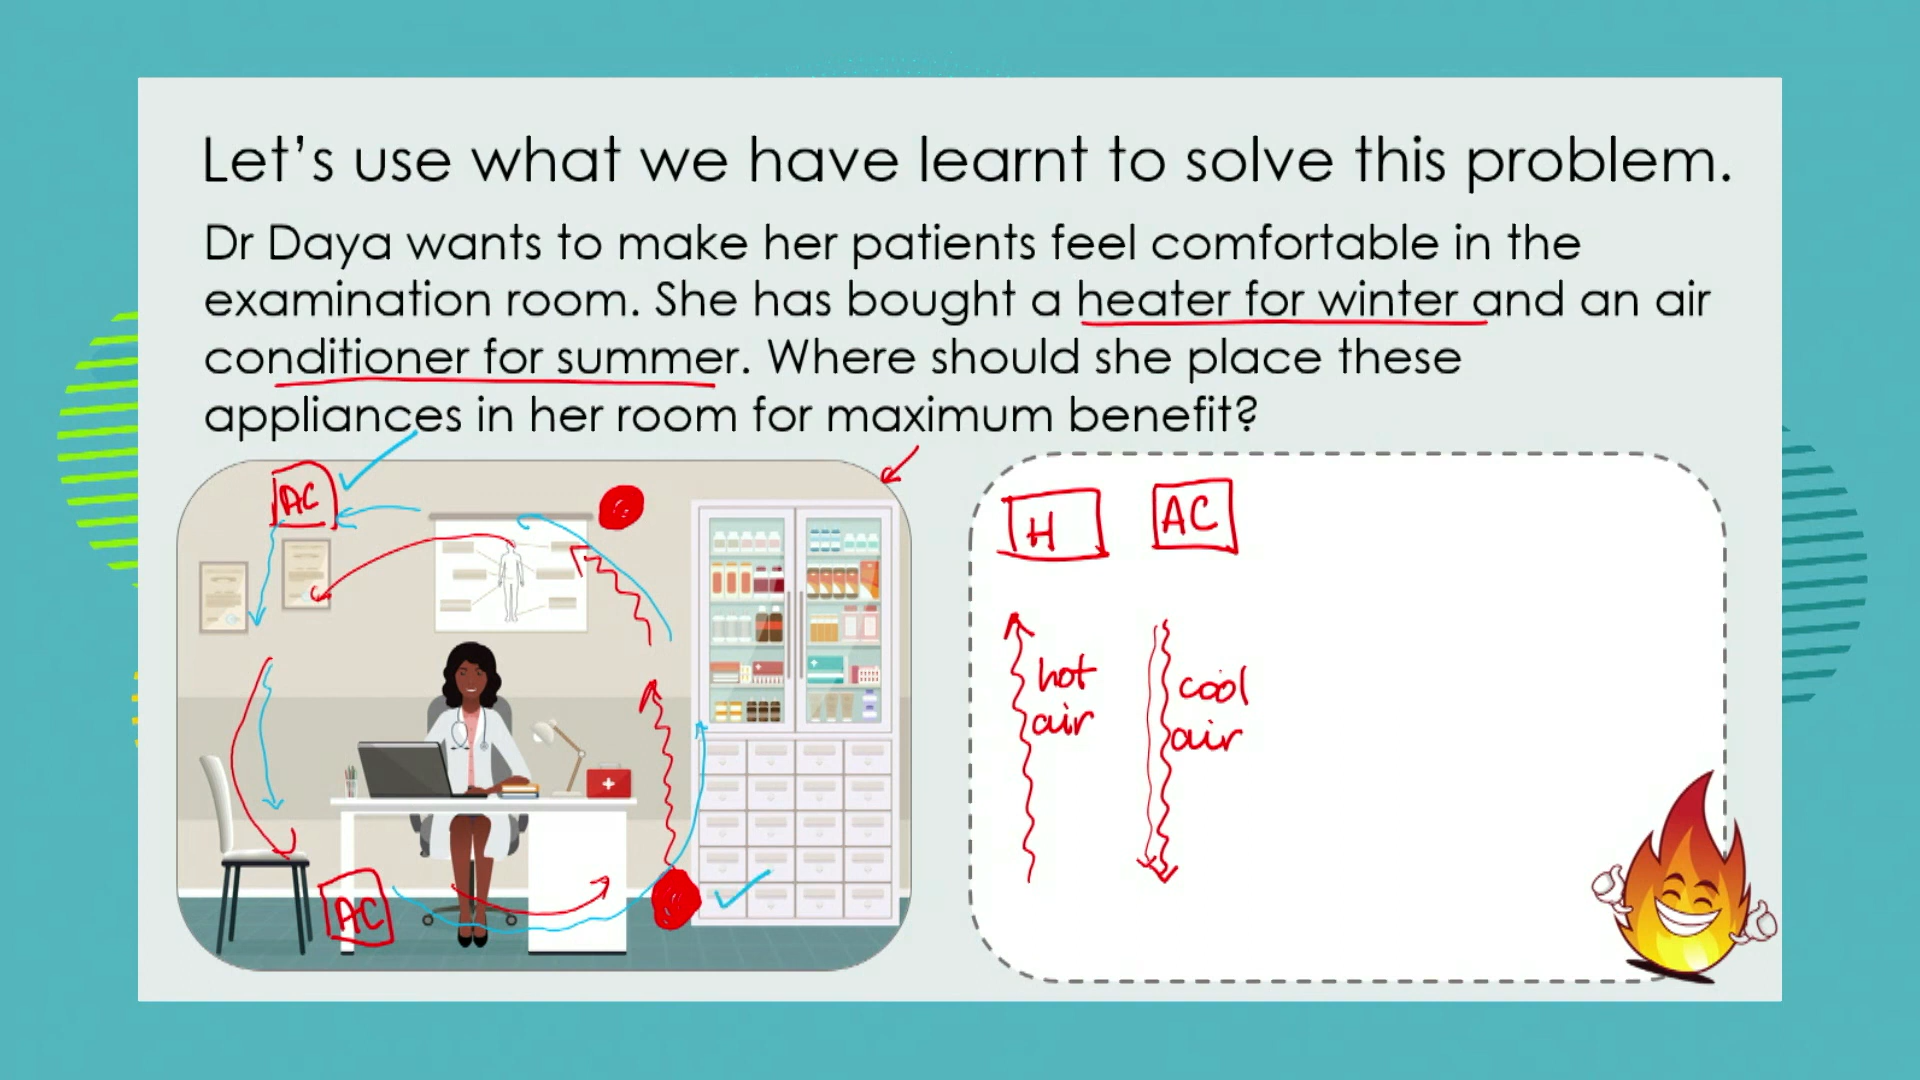 Let's use what we have learnt to solve this problem.
Dr Daya wants to make her patients feel comfortable in the
examination room. She has bought a heater for winter and an air
conditioner for summer. Where should she place these
appliances in her room for maximum benefit?
AC
AC
H
AC
hot
air
cool
air